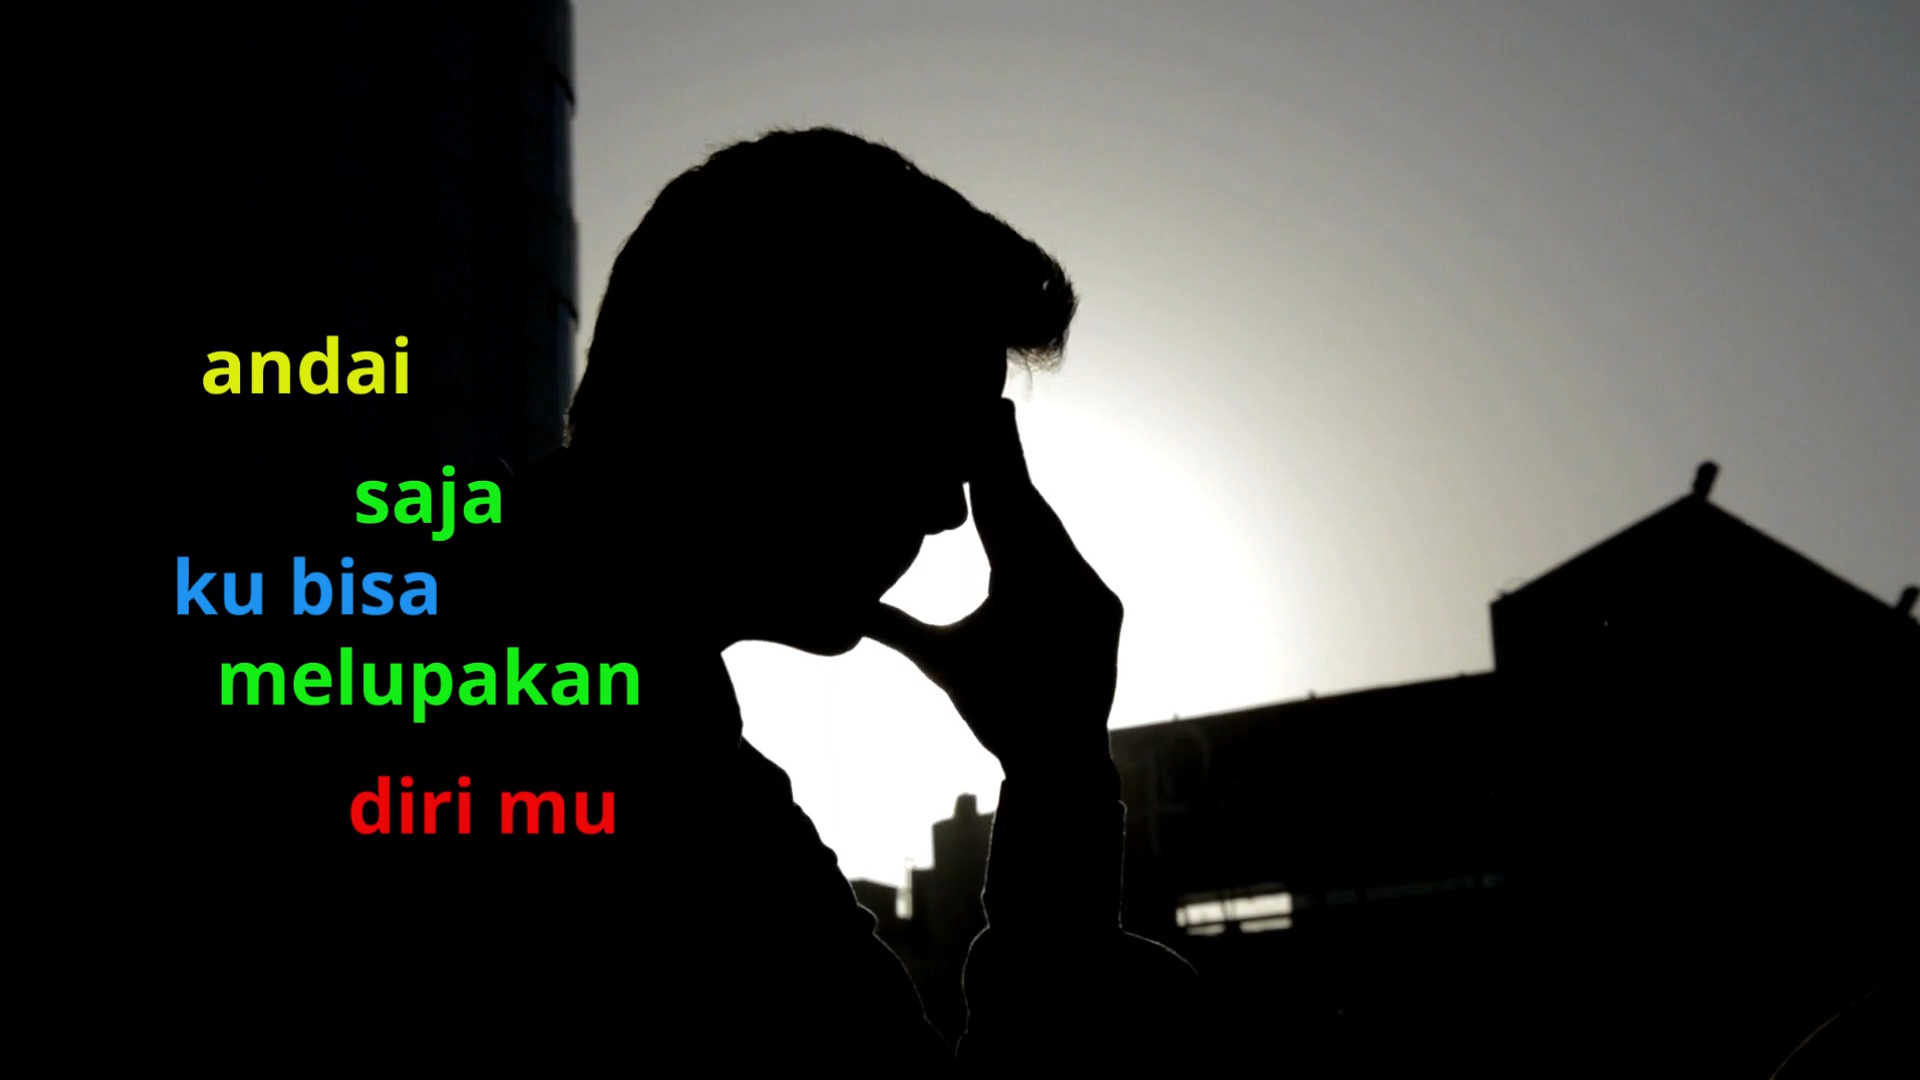 andai
saja
ku bisa
melupakan
diri mu